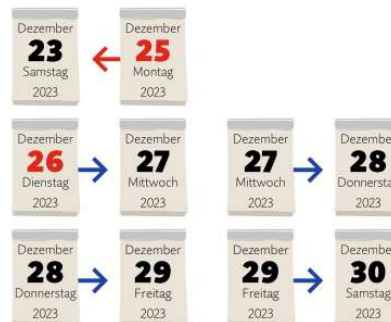 Dezember
23
Samstag
2023
Dezember
25
Montag
2023
Dezember
26
Dienstag
2023
Dezember
27
Mittwoch
2023
Dezember
27
Mittwoch
2023
Dezembe
28
Donnersta
2023
Dezember
28
Donnerstag
2023
Dezember
29
Freitag
2023
Dezember
29
Freitag
2023
Dezembe
30
Samstag
2023